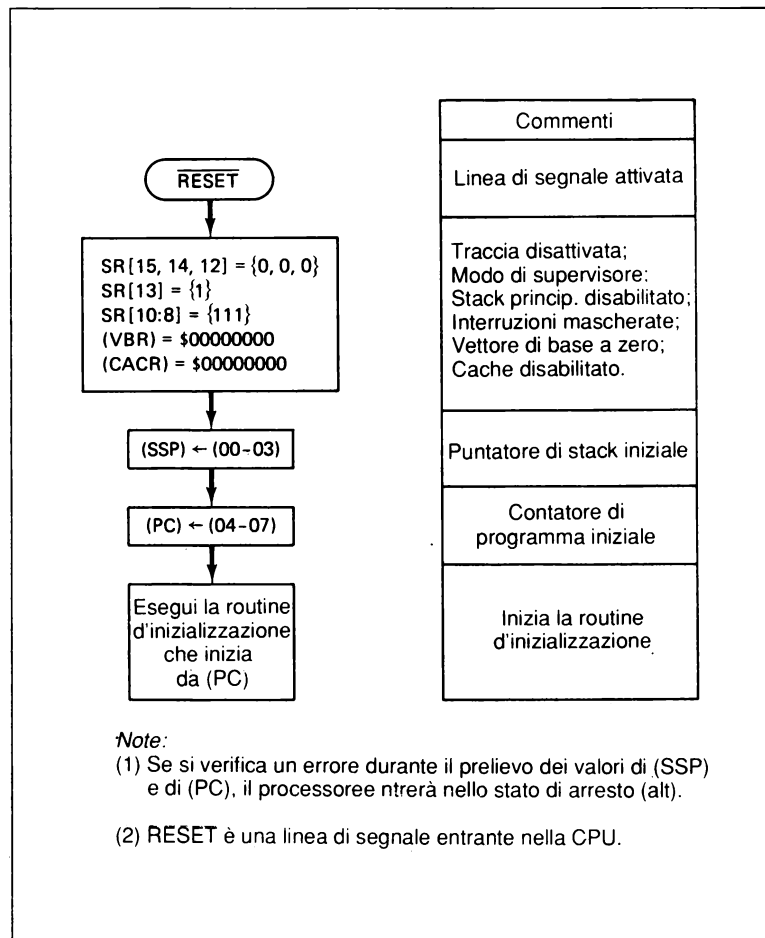 Commenti
RESET
Linea di segnale attivata
SR[15, 14, 12] = {0, 0, 0}
SR[13] = {1}
SR[10:8] = {111}
(VBR) = $00000000
(CACR) = $00000000
Traccia disattivata;
Modo di supervisore:
Stack princip. disabilitato;
Interruzioni mascherate;
Vettore di base a zero;
Cache disabilitato.
(SSP) ← (00-03)
Puntatore di stack iniziale
(PC) ← (04-07)
Contatore di
programma iniziale
Esegui la routine
d'inizializzazione
che inizia
da (PC)
Inizia la routine
d'inizializzazione
Note:
(1) Se si verifica un errore durante il prelievo dei valori di (SSP)
e di (PC), il processoree ntrerà nello stato di arresto (alt).
(2) RESET è una linea di segnale entrante nella CPU.